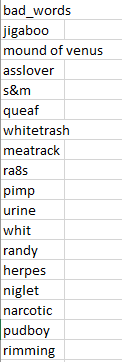 bad_words
jigaboo
mound of venus
asslover
s&m
queaf
whitetrash
meatrack
ra8s
pimp
urine
whit
randy
herpes
niglet
narcotic
pudboy
rimming